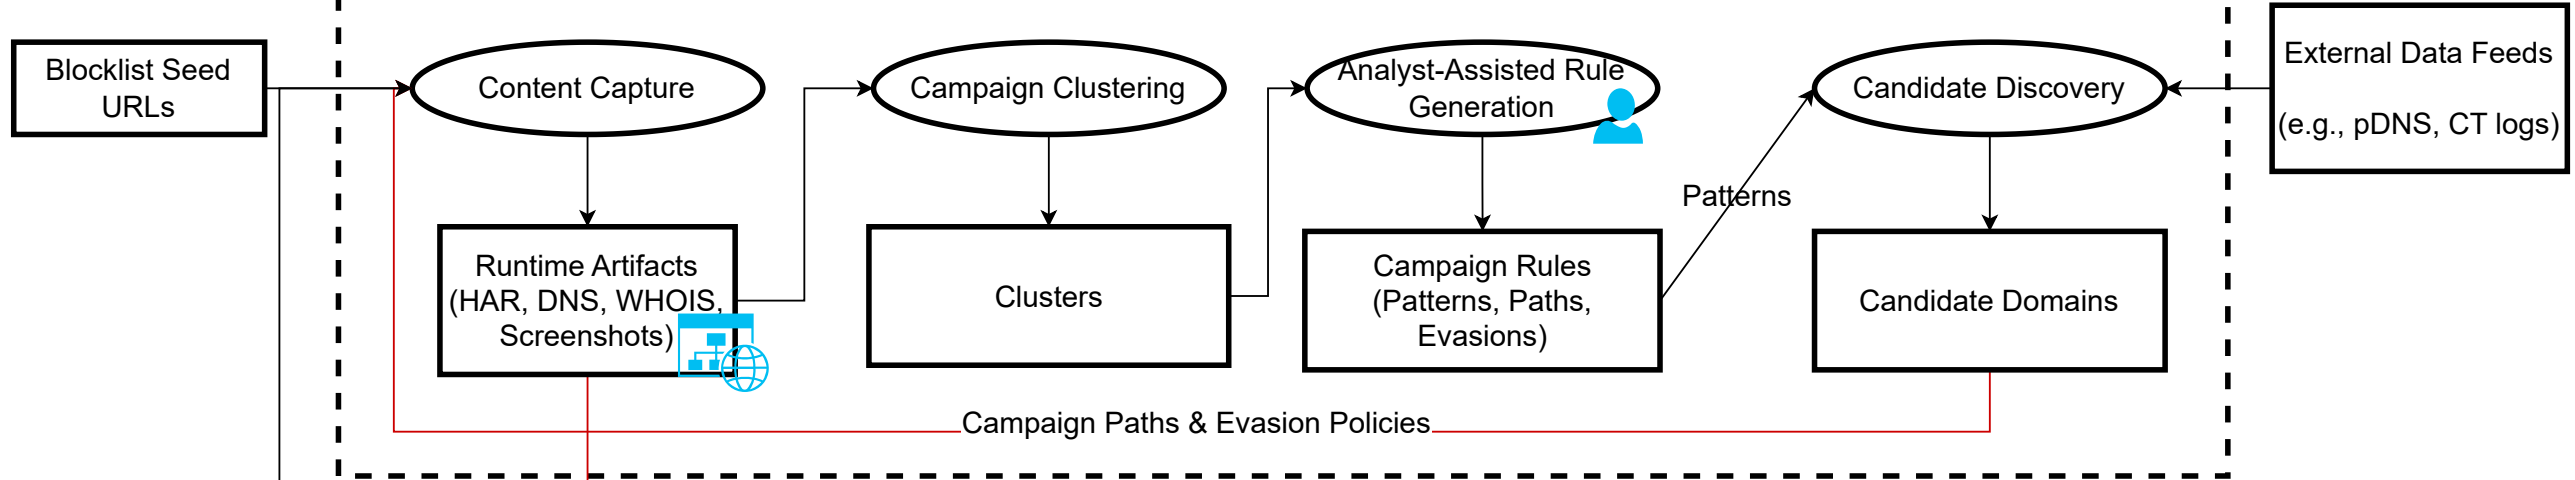 Blocklist Seed
URLs
Content Capture
Campaign Clustering
Analyst-Assisted Rule
Generation
Candidate Discovery
External Data Feeds
(e.g., pDNS, CT logs)
Patterns
Runtime Artifacts
(HAR, DNS, WHOIS,
Screenshots)
Clusters
Campaign Rules
(Patterns, Paths,
Evasions)
Candidate Domains
Campaign Paths & Evasion Policies